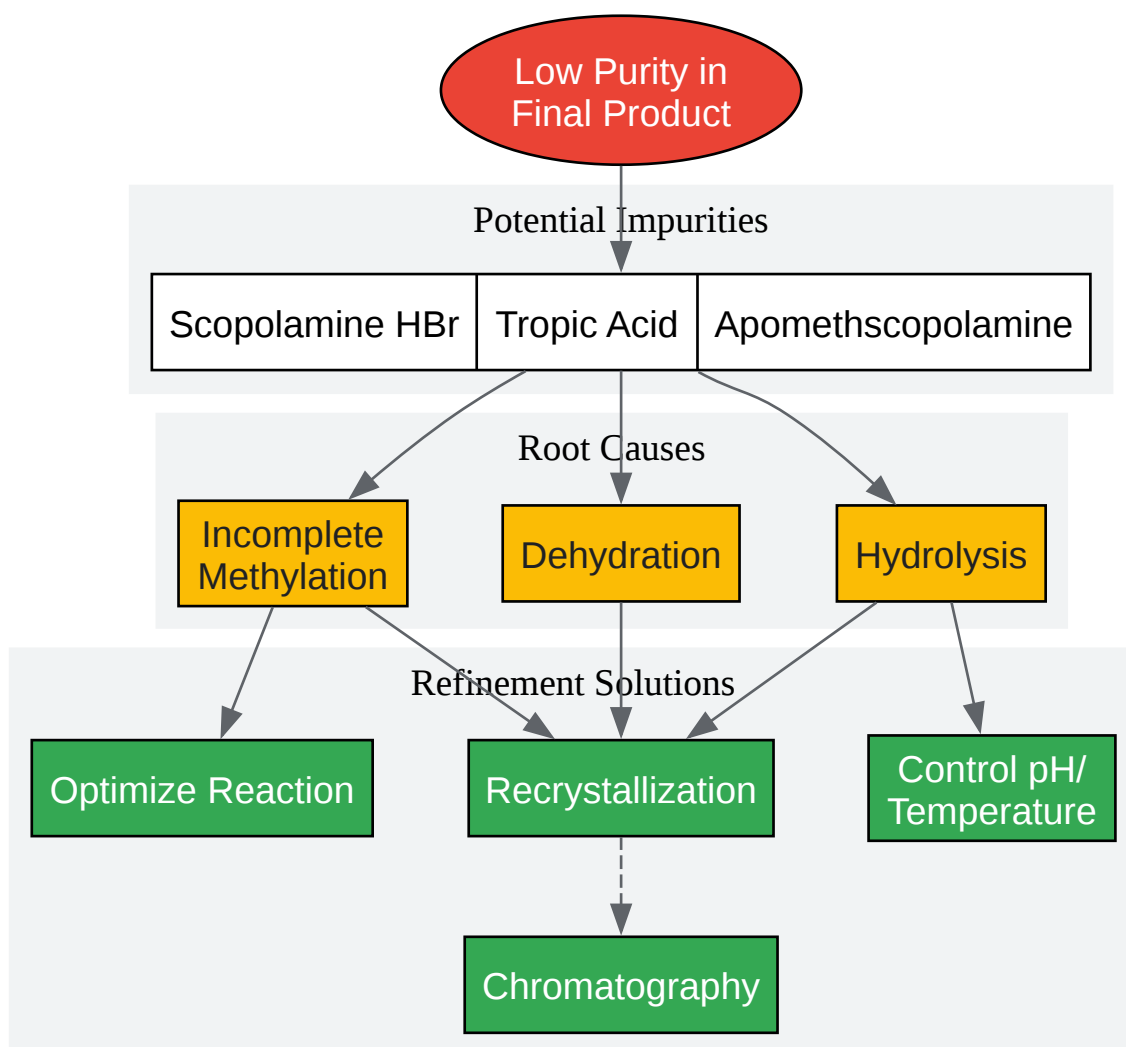 Low Purity in
Final Product
Potential Impurities
Scopolamine HBr
Tropic Acid
Apomethscopolamine
Root Causes
Incomplete
Methylation
Dehydration
Hydrolysis
Refinement Solutions
Optimize Reaction
Recrystallization
Control pH/
Temperature
Chromatography